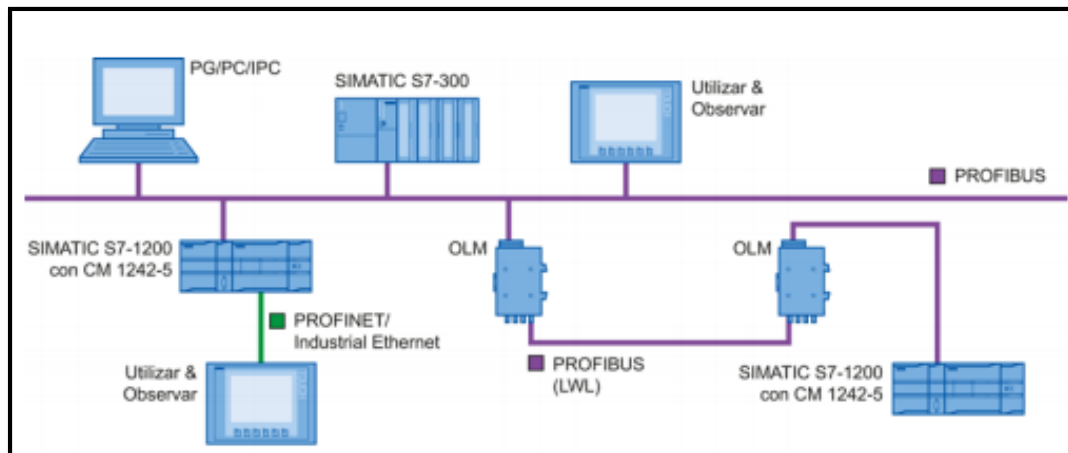 PG/PC/IPC
SIMATIC S7-300
Utilizar &
Observar
PROFIBUS
SIMATIC S7-1200
con CM 1242-5
OLM
OLM
PROFINET/
Industrial Ethernet
PROFIBUS
(LWL)
Utilizar &
Observar
SIMATIC S7-1200
con CM 1242-5